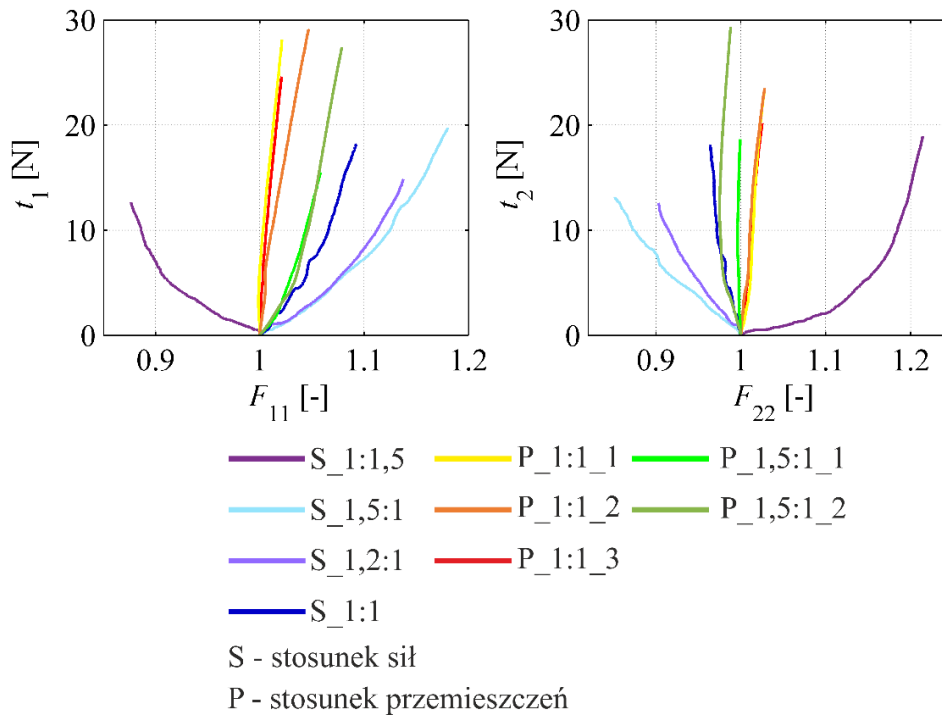 30
20
10
0
t1 [N]
0.9 1 1.1 1.2
F11 [-]
30
20
10
0
t2 [N]
0.9 1 1.1 1.2
F22 [-]
S_1:1,5 P_1:1_1 P_1,5:1_1
S_1,5:1 P_1:1_2 P_1,5:1_2
S_1,2:1 P_1:1_3
S_1:1
S - stosunek sił
P - stosunek przemieszczeń